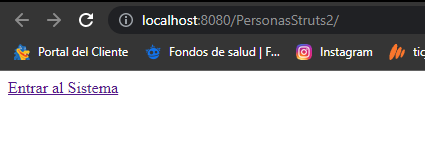 localhost:8080/PersonasStruts2/
Portal del Cliente Fondos de salud | F... Instagram
Entrar al Sistema